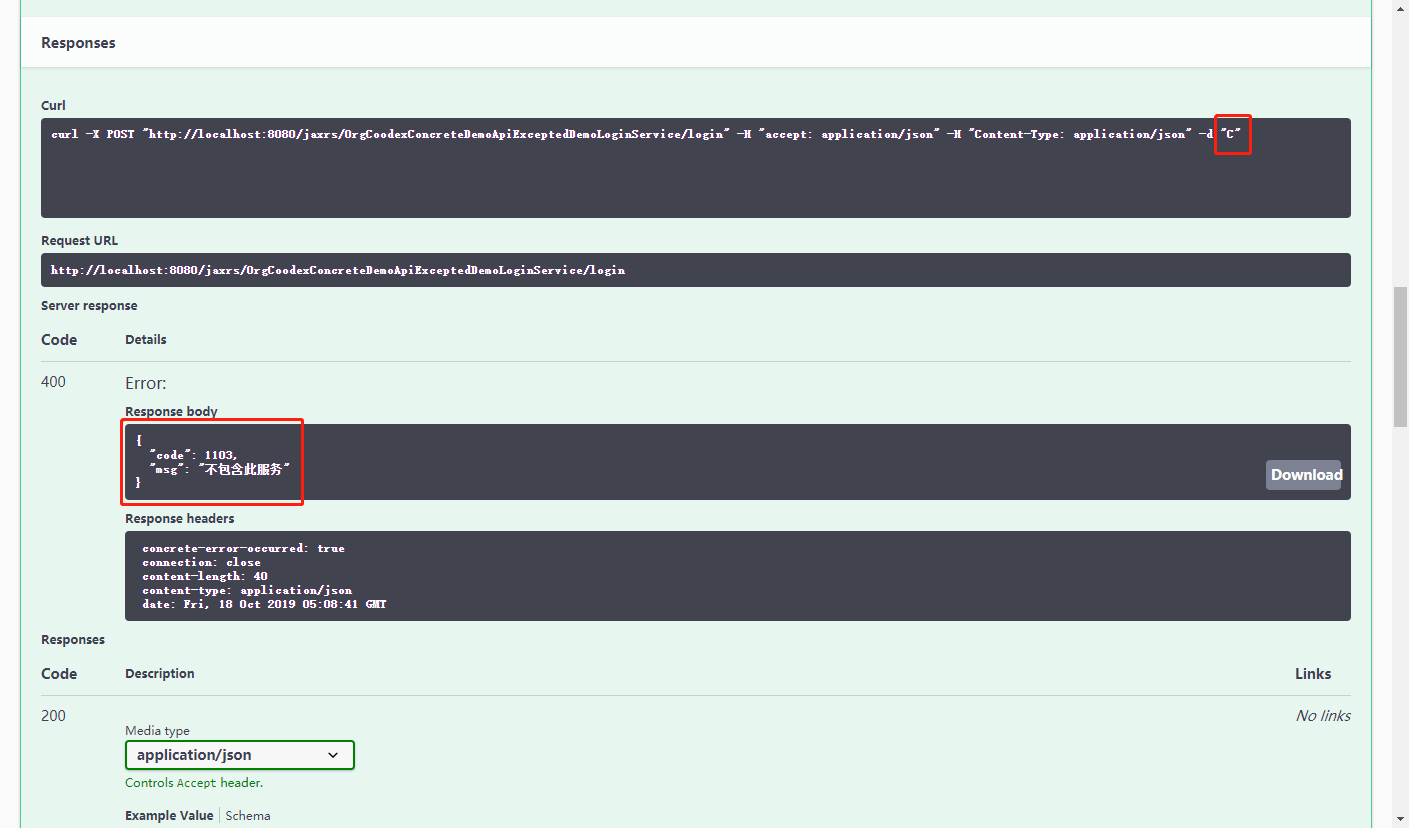 Responses
Curl
curl -X POST "http://localhost:8080/jaxrs/OrgCoodexConcreteDemoApiExceptedDemoLoginService/login" -H "accept: application/json" -H "Content-Type: application/json" -d "C"
Request URL
http://localhost:8080/jaxrs/OrgCoodexConcreteDemoApiExceptedDemoLoginService/login
Server response
Code Details
400 Error:
Response body
{
"code": 1103,
"msg": "不包含此服务"
}
Download
Response headers
concrete-error-occurred: true
connection: close
content-length: 40
content-type: application/json
date: Fri, 18 Oct 2019 05:08:41 GMT
Responses
Code Description Links
200 No links
Media type
application/json
Controls Accept header.
Example Value Schema